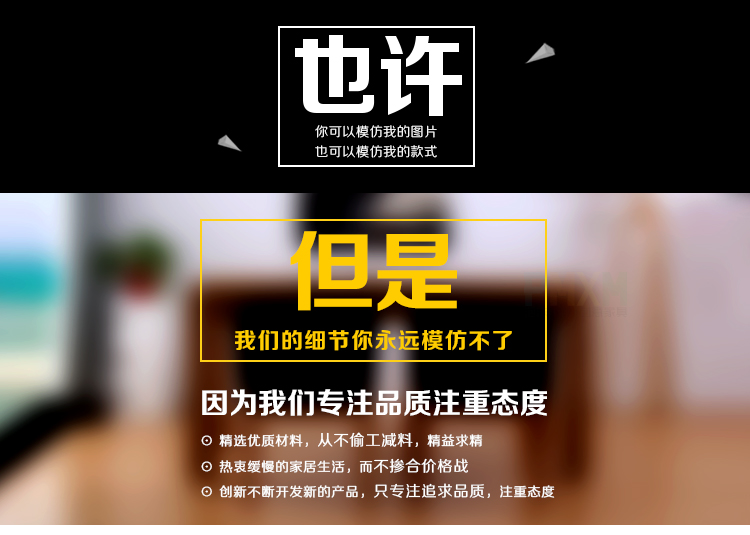 也许
你可以模仿我的图片
也可以模仿我的款式
但是
我们的细节你永远模仿不了
因为我们专注品质注重态度
精选优质材料，从不偷工减料，精益求精
热衷缓慢的家居生活，而不掺合价格战
创新不断开发新的产品，只专注追求品质，注重态度